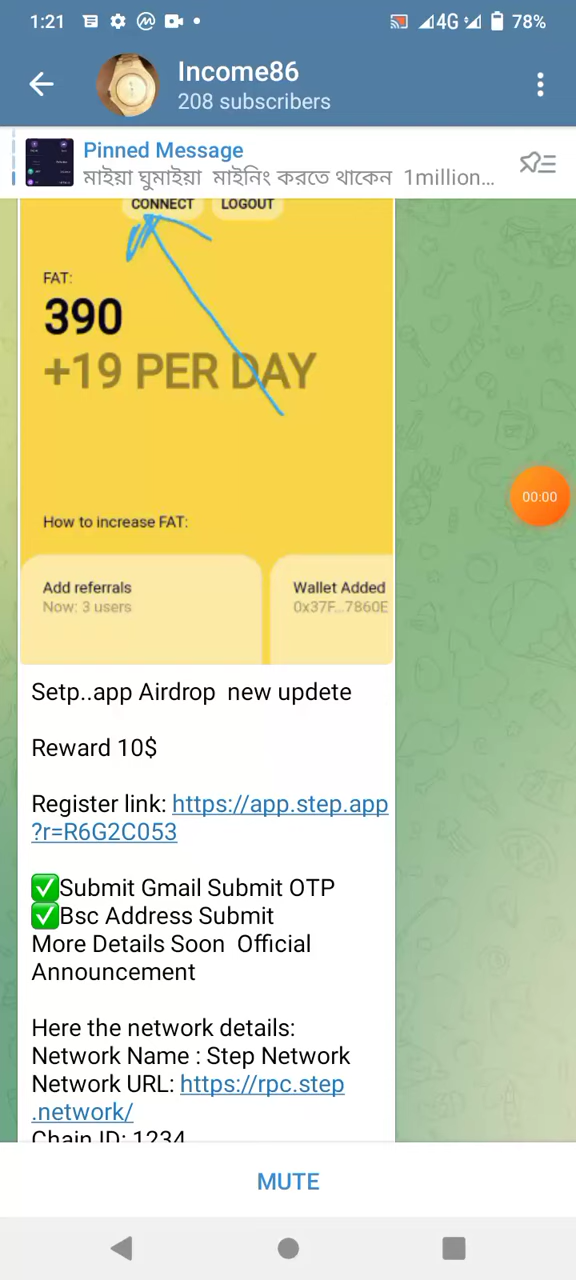 1:21
4G 78%
Income86
208 subscribers
Pinned Message
মাইয়া ঘুমাইয়া মাইনিং করতে থাকেন 1million...
CONNECT LOGOUT
FAT:
390
+19 PER DAY
00:00
How to increase FAT:
Add referrals
Now: 3 users
Wallet Added
0x37F...7860E
Setp..app Airdrop new updete
Reward 10$
Register link: https://app.step.app
?r=R6G2C053
✅Submit Gmail Submit OTP
✅Bsc Address Submit
More Details Soon Official
Announcement
Here the network details:
Network Name : Step Network
Network URL: https://rpc.step
.network/
Chain ID: 1234
MUTE